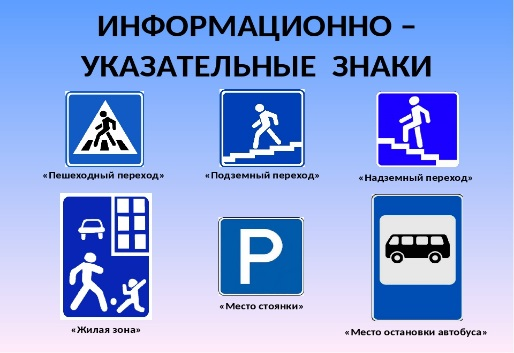 ИНФОРМАЦИОННО –
УКАЗАТЕЛЬНЫЕ ЗНАКИ
«Пешеходный переход»
«Подземный переход»
«Надземный переход»
P
«Жилая зона»
«Место стоянки»
«Место остановки автобуса»